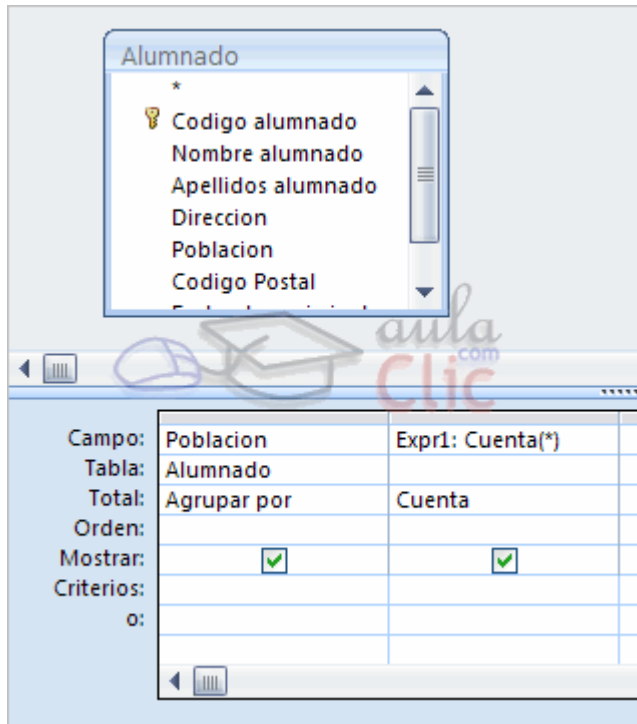 Alumnado
*
Codigo alumnado
Nombre alumnado
Apellidos alumnado
Direccion
Poblacion
Codigo Postal
aula
.com
Clic
Campo: Poblacion Expr1: Cuenta(*)
Tabla: Alumnado
Total: Agrupar por Cuenta
Orden:
Mostrar:
Criterios:
o: